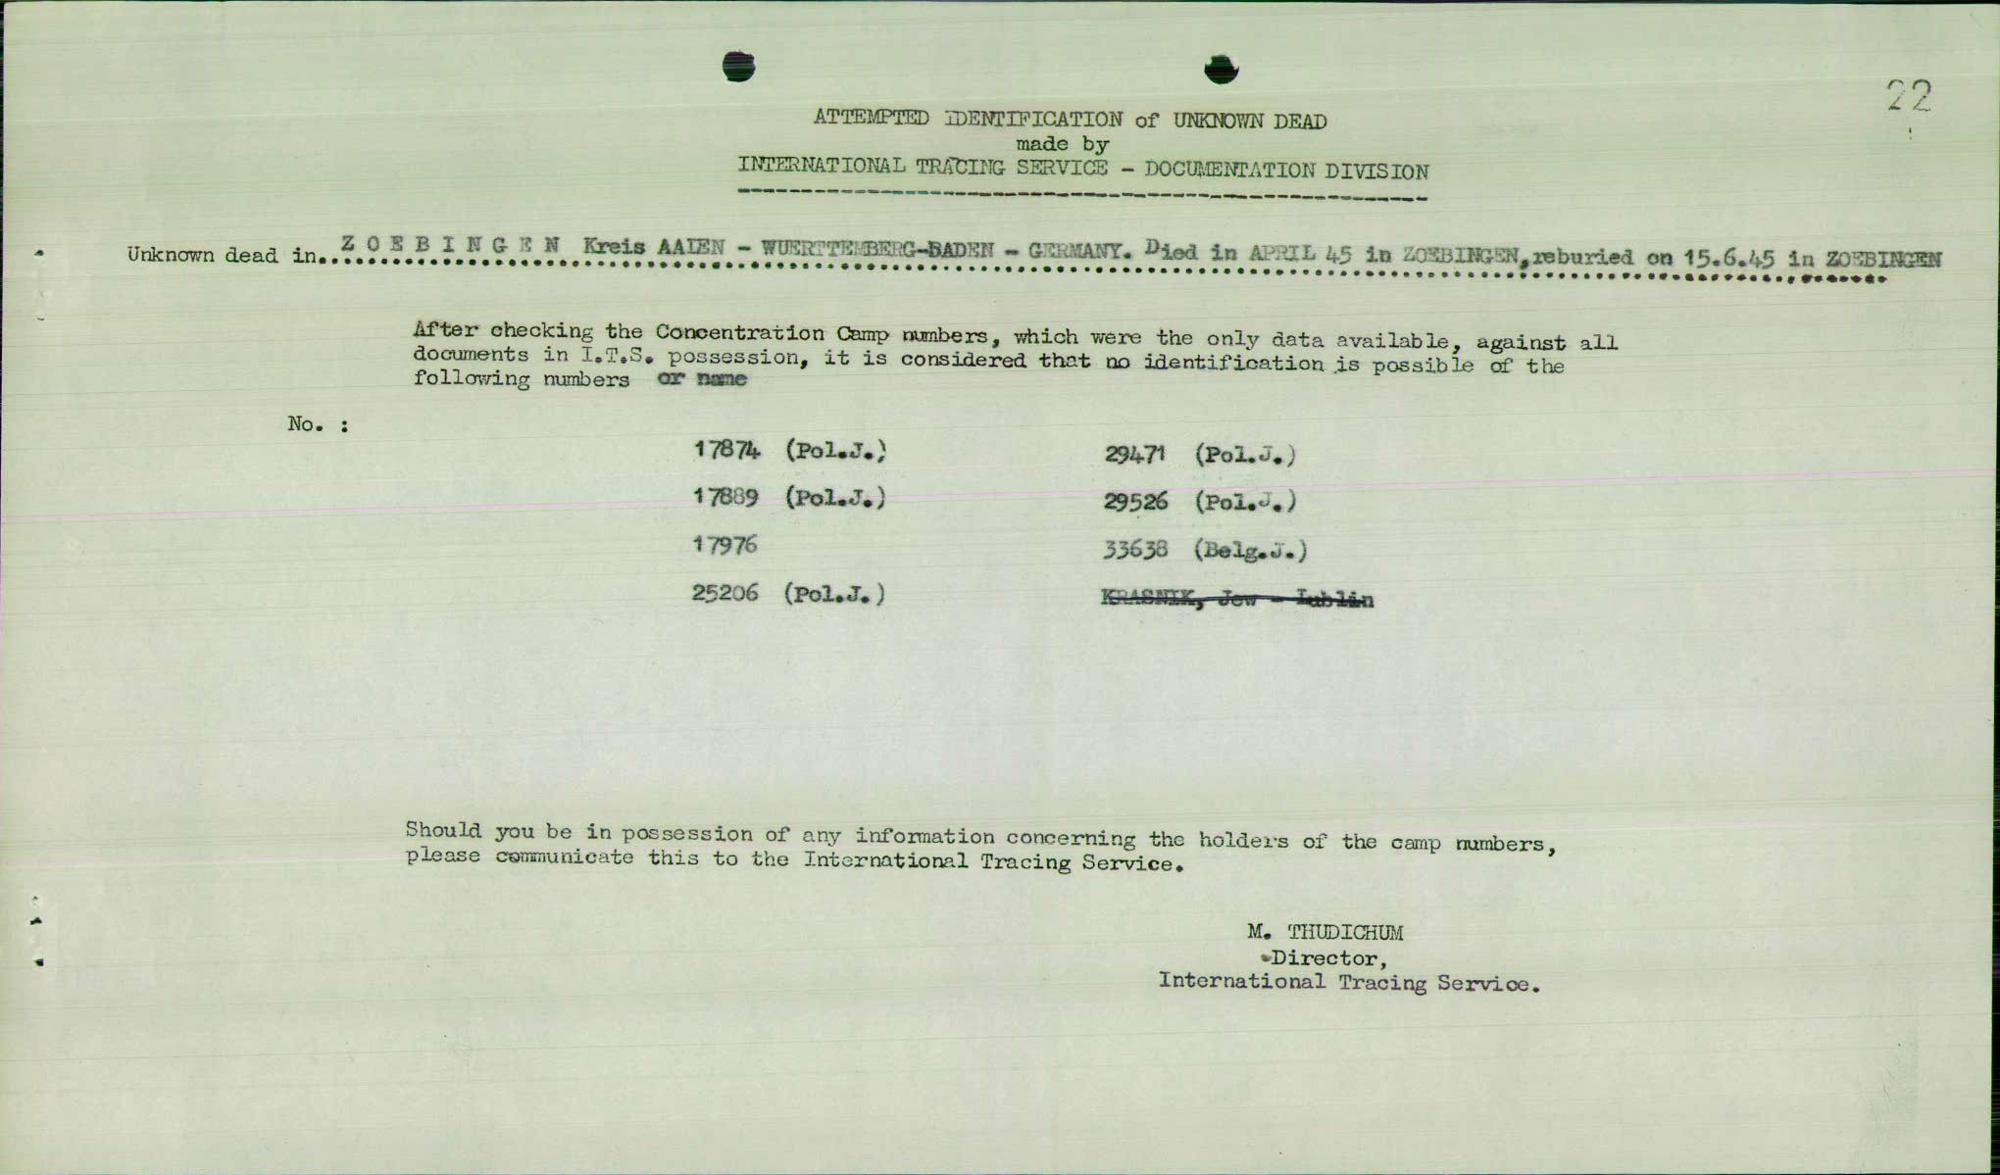 22
ATTEMPTED IDENTIFICATION of UNKNOWN DEAD
made by
INTERNATIONAL TRACING SERVICE - DOCUMENTATION DIVISION
Unknown dead in Z O E B I N G E N Kreis AALEN - WUERTTEMBERG-BADEN - GERMANY. Died in APRIL 45 in ZOEBINGEN, reburied on 15.6.45 in ZOEBINGEN
After checking the Concentration Camp numbers, which were the only data available, against all
documents in I.T.S. possession, it is considered that no identification is possible of the
following numbers or name
No. :
17874 (Pol.J.) 29471 (Pol.J.)
17889 (Pol.J.) 29526 (Pol.J.)
17976 33638 (Belg.J.)
25206 (Pol.J.) KRASNIK, Jew - Lublin
Should you be in possession of any information concerning the holders of the camp numbers,
please communicate this to the International Tracing Service.
M. THUDICHUM
Director,
International Tracing Service.